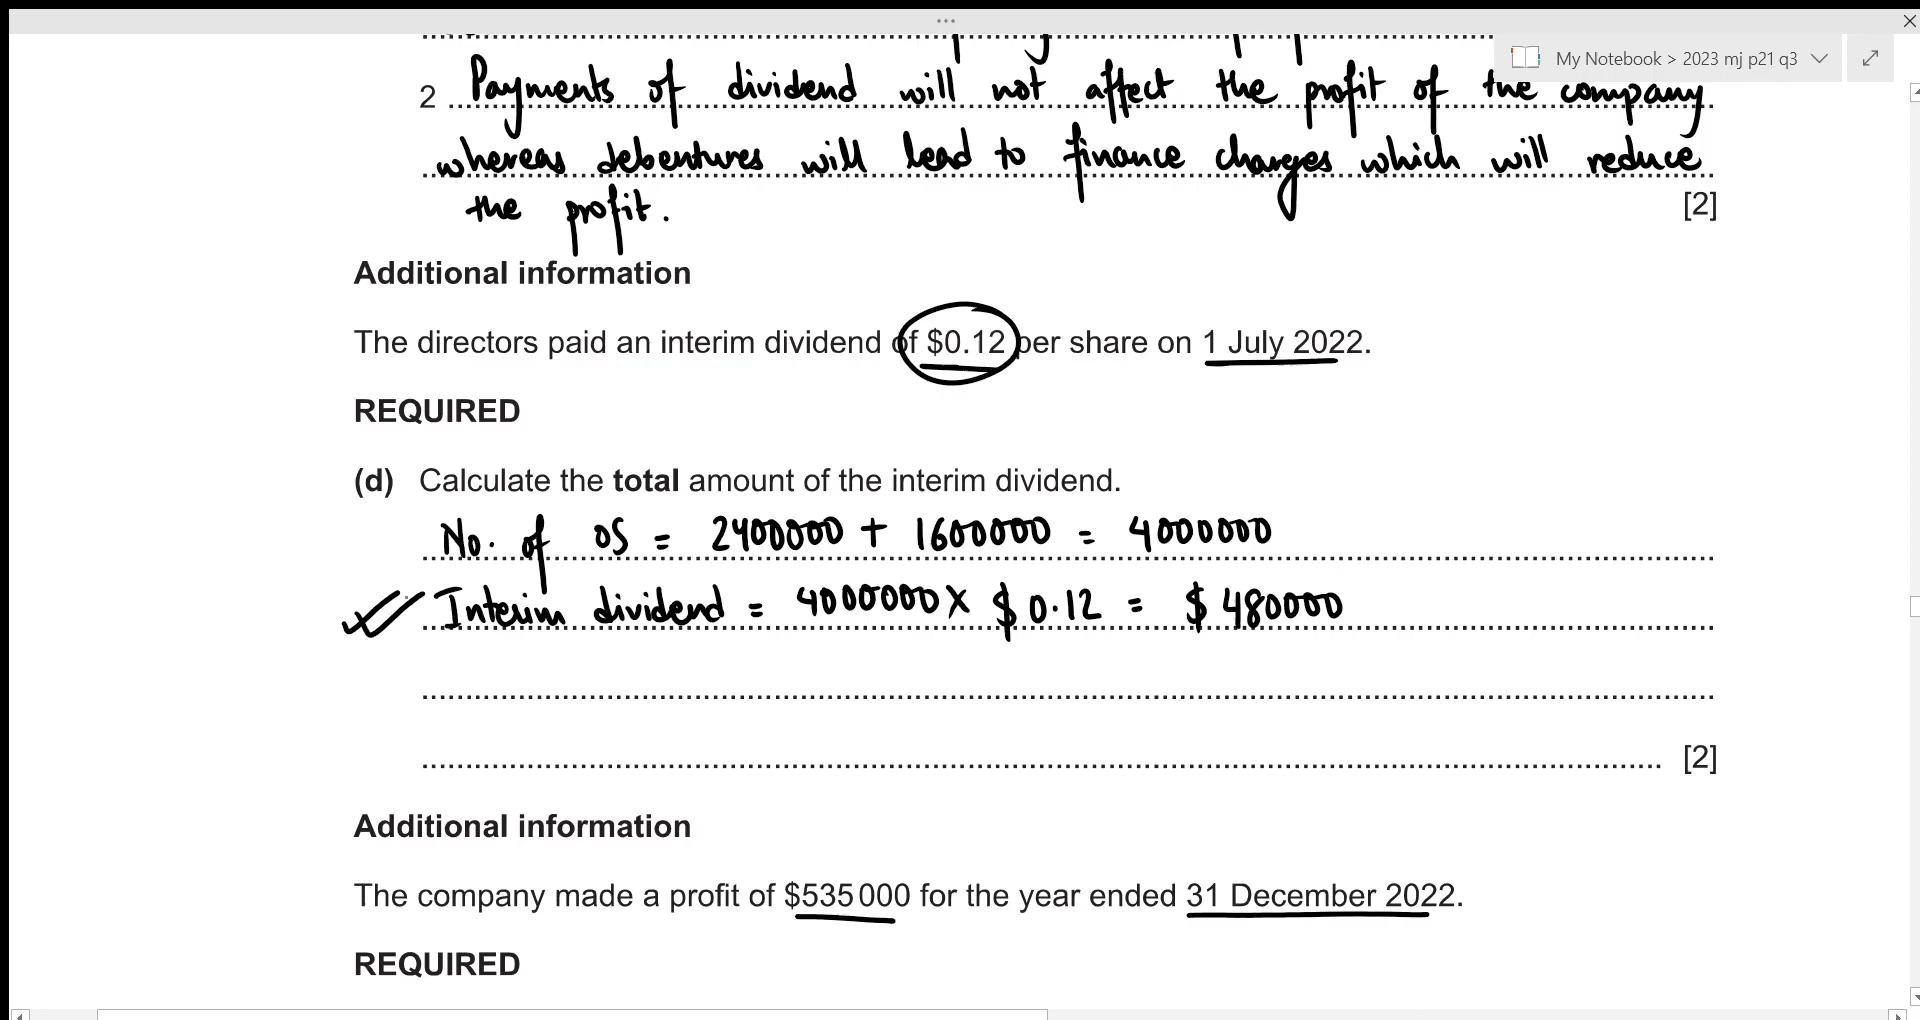 My Notebook > 2023 mj p21 q3
2 Payments of dividend will not affect the profit of the company
whereas debentures will lead to finance charges which will reduce
the profit.
[2]
Additional information
The directors paid an interim dividend of $0.12 per share on 1 July 2022.
REQUIRED
(d) Calculate the total amount of the interim dividend.
No. of OS = 2400000 + 1600000 = 4000000
Interim dividend = 4000000 x $ 0.12 = $ 480000
[2]
Additional information
The company made a profit of $535 000 for the year ended 31 December 2022.
REQUIRED